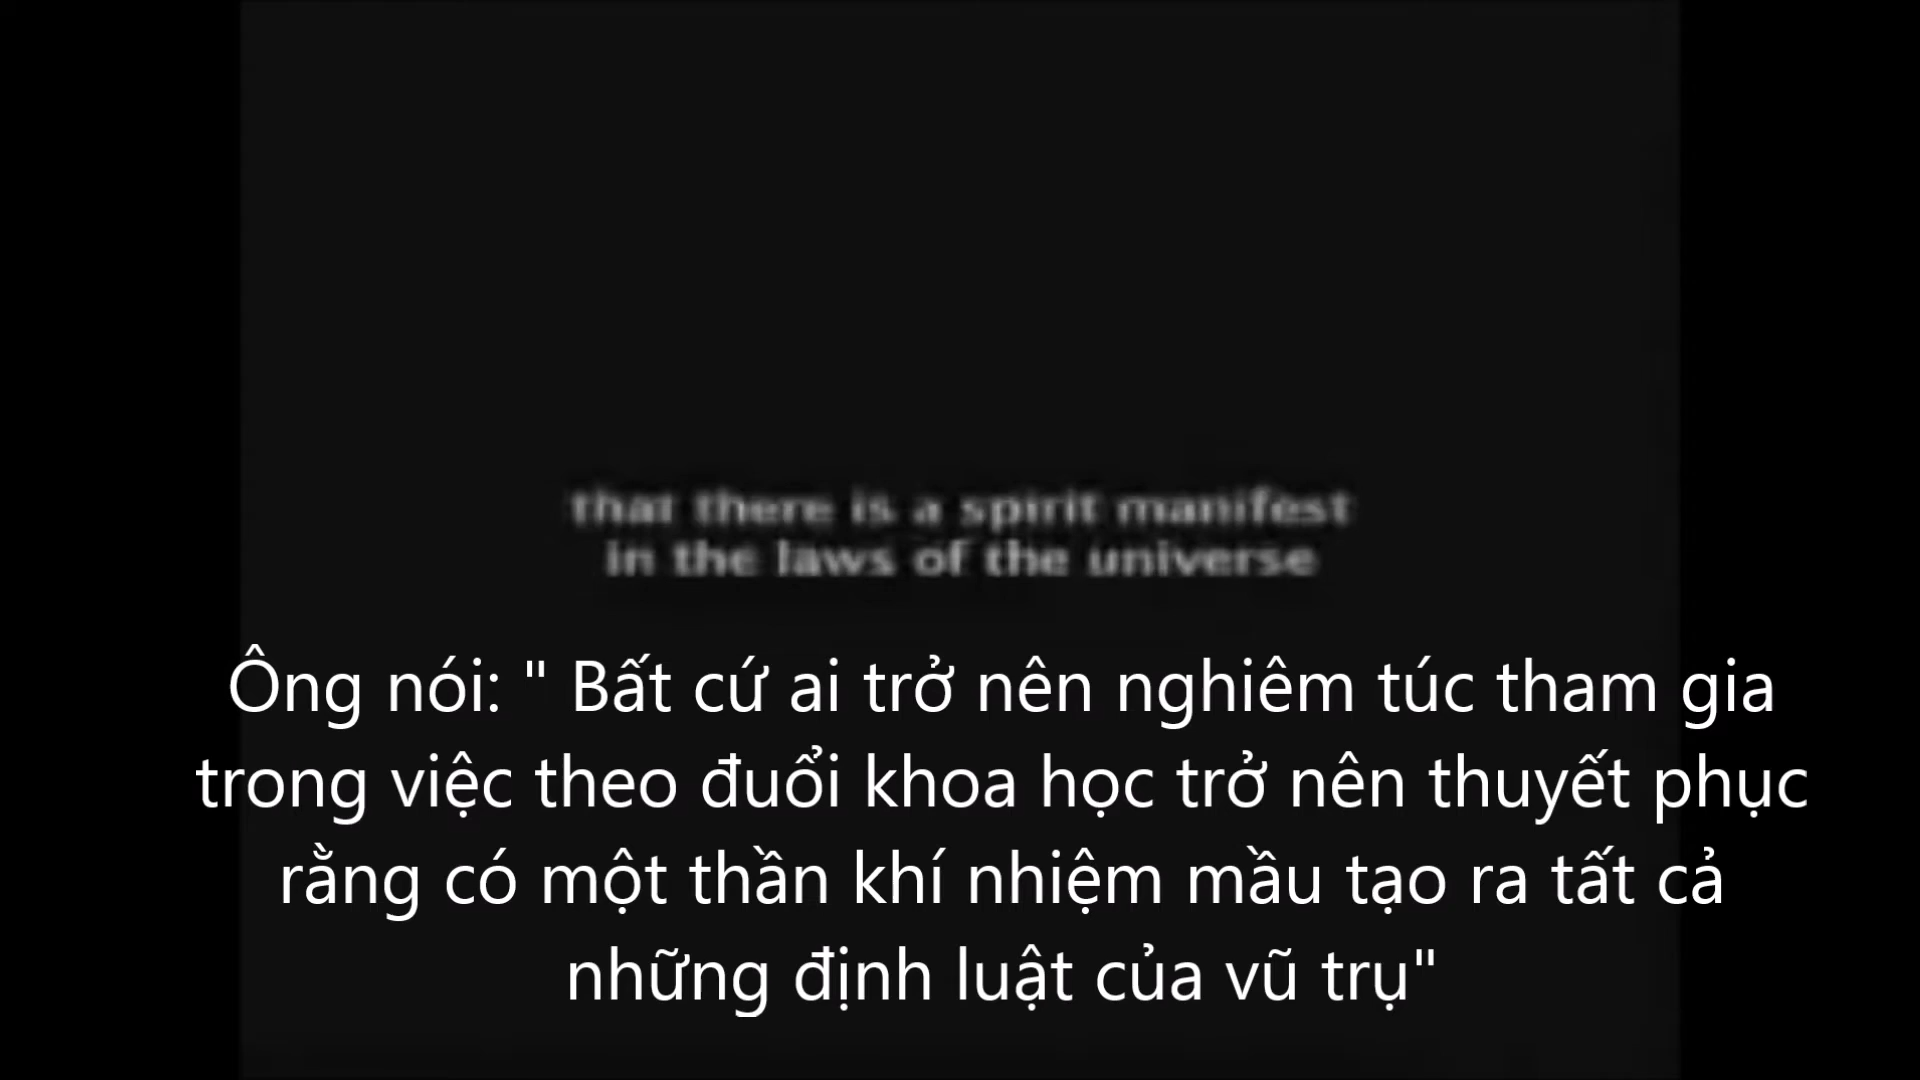 that there is a spirit manifest
in the laws of the universe
Ông nói: " Bất cứ ai trở nên nghiêm túc tham gia
trong việc theo đuổi khoa học trở nên thuyết phục
rằng có một thần khí nhiệm mầu tạo ra tất cả
những định luật của vũ trụ"